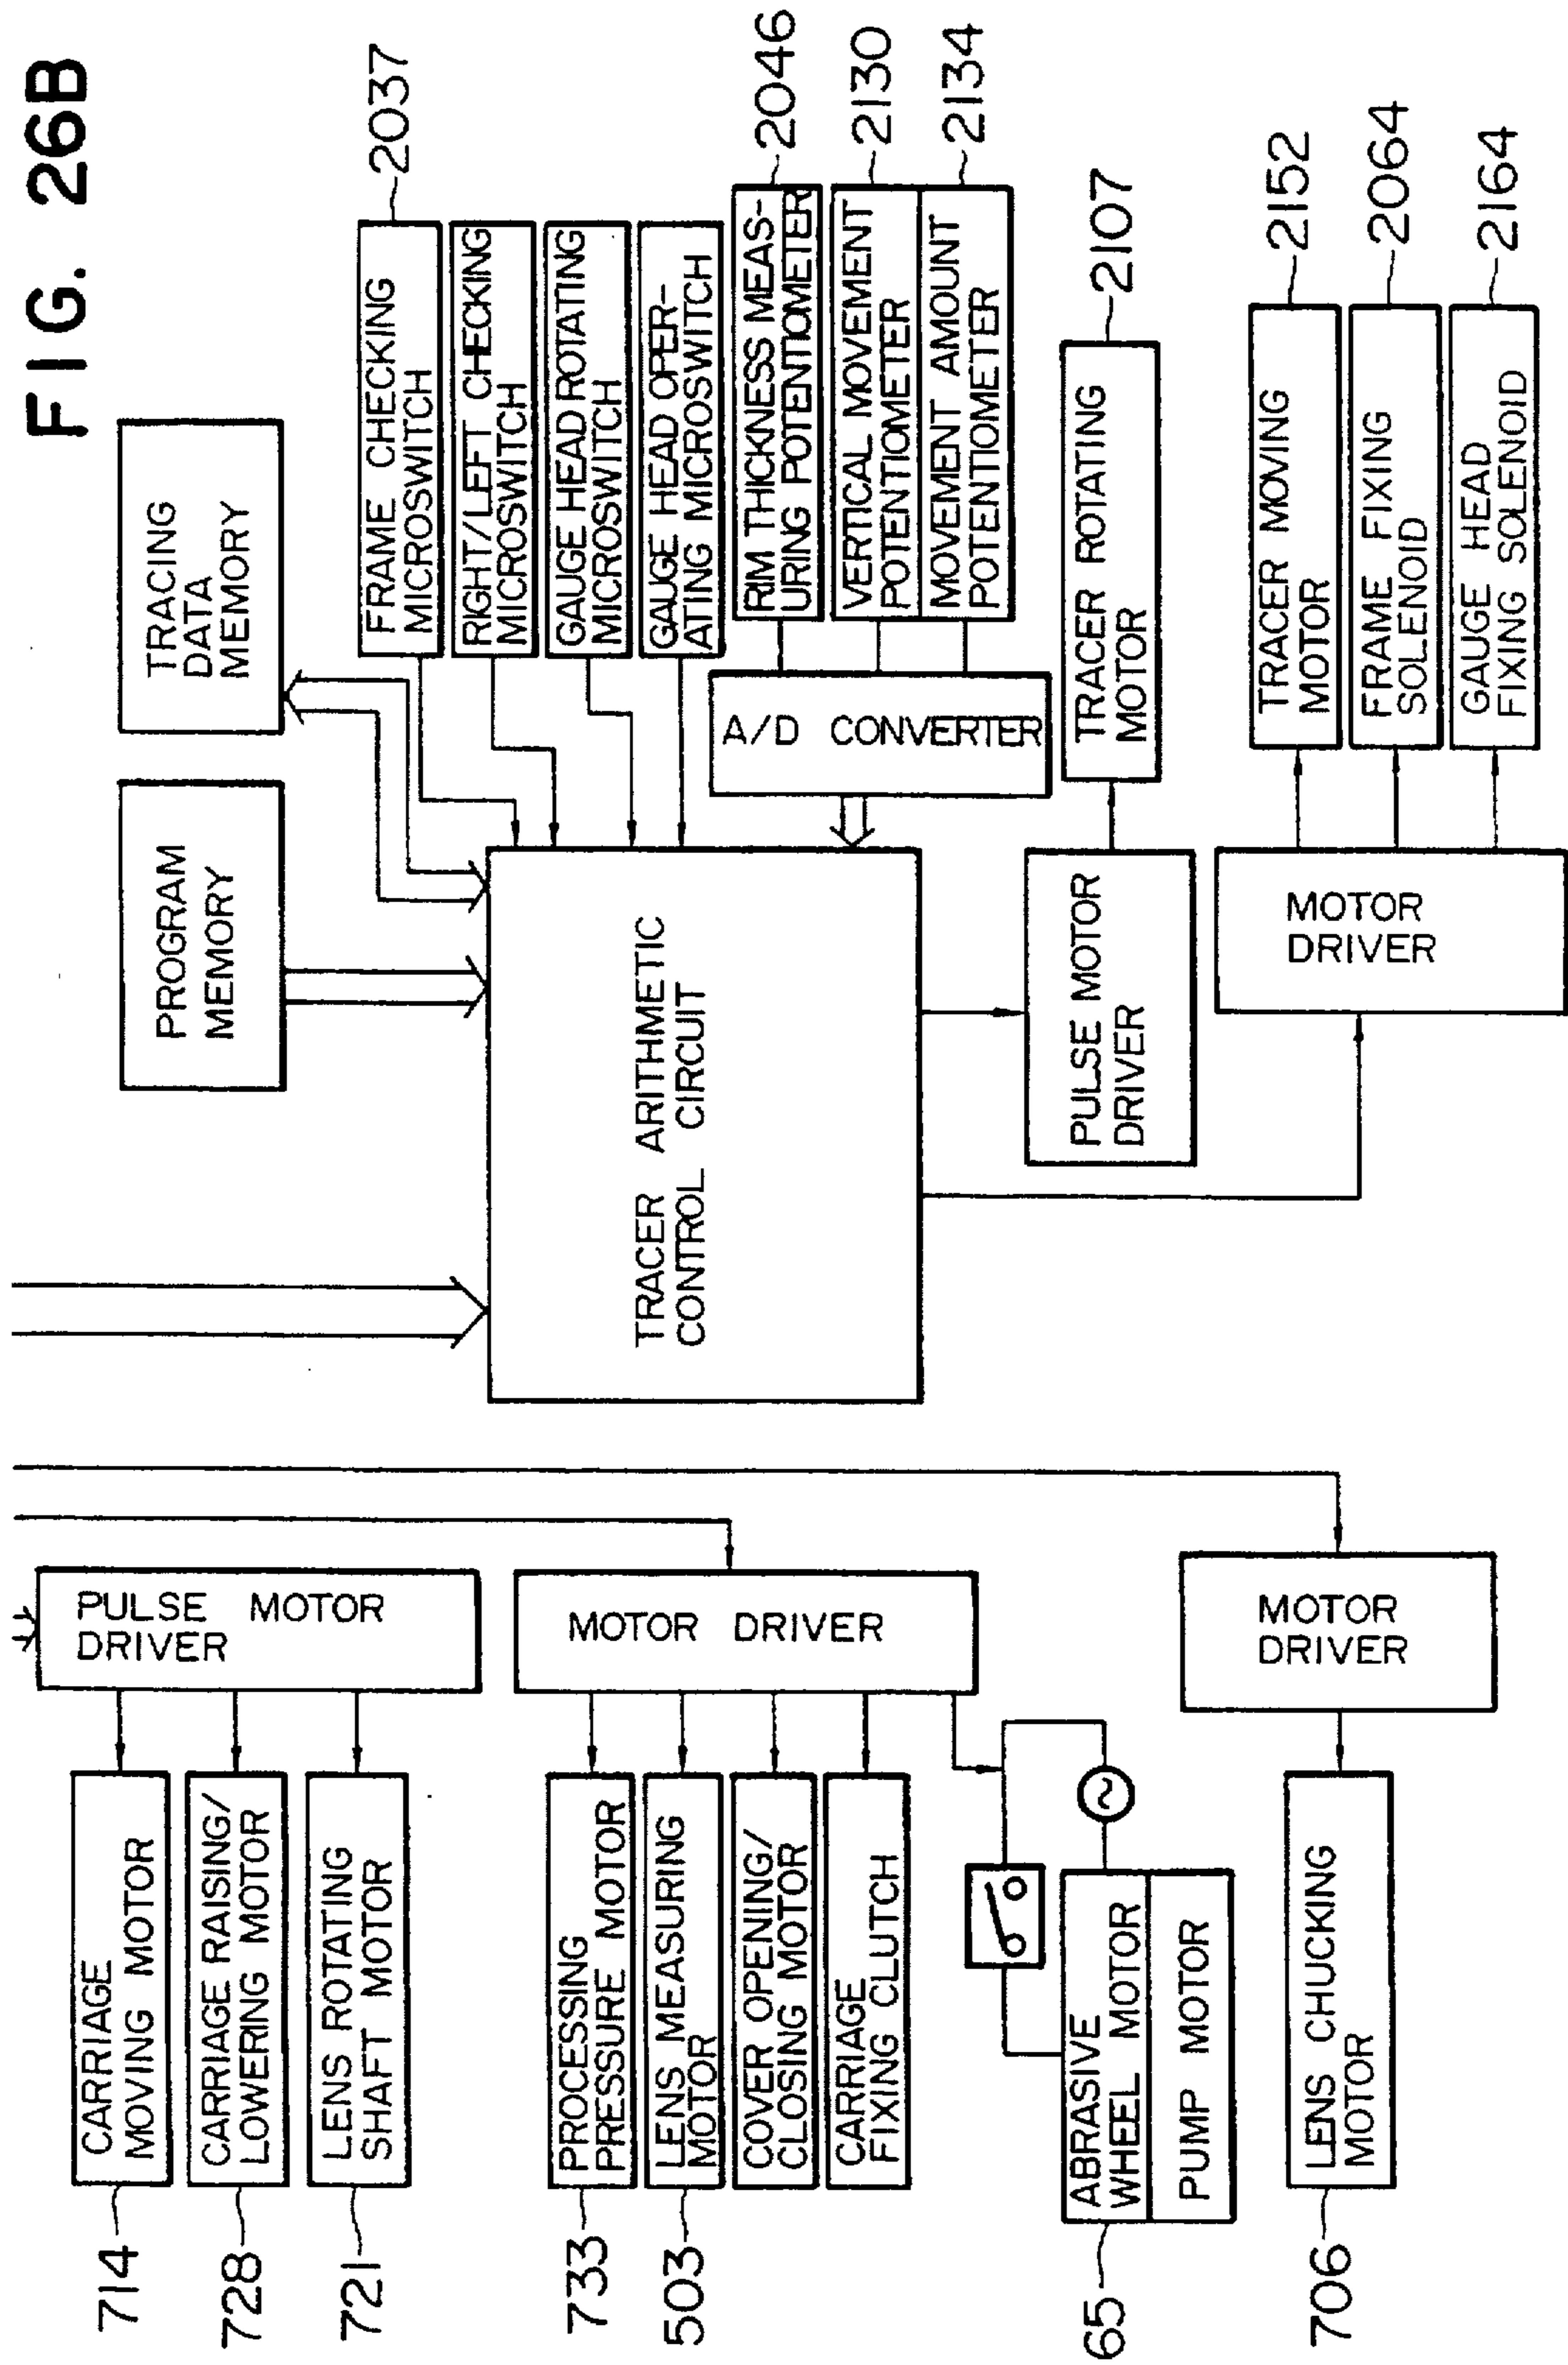 FIG. 26B
714
CARRIAGE
MOVING MOTOR
728
CARRIAGE RAISING/
LOWERING MOTOR
721
LENS ROTATING
SHAFT MOTOR
PULSE MOTOR
DRIVER
733
PROCESSING
PRESSURE MOTOR
503
LENS MEASURING
MOTOR
COVER OPENING/
CLOSING MOTOR
CARRIAGE
FIXING CLUTCH
MOTOR DRIVER
65
ABRASIVE
WHEEL MOTOR
PUMP MOTOR
706
LENS CHUCKING
MOTOR
MOTOR
DRIVER
PROGRAM
MEMORY
TRACING
DATA
MEMORY
TRACER ARITHMETIC
CONTROL CIRCUIT
FRAME CHECKING
MICROSWITCH
2037
RIGHT/LEFT CHECKING
MICROSWITCH
GAUGE HEAD ROTATING
MICROSWITCH
GAUGE HEAD OPER-
ATING MICROSWITCH
RIM THICKNESS MEAS-
URING POTENTIOMETER
2046
VERTICAL MOVEMENT
POTENTIOMETER
2130
MOVEMENT AMOUNT
POTENTIOMETER
2134
A/D CONVERTER
PULSE MOTOR
DRIVER
TRACER ROTATING
MOTOR
2107
MOTOR
DRIVER
TRACER MOVING
MOTOR
2152
FRAME FIXING
SOLENOID
2064
GAUGE HEAD
FIXING SOLENOID
2164